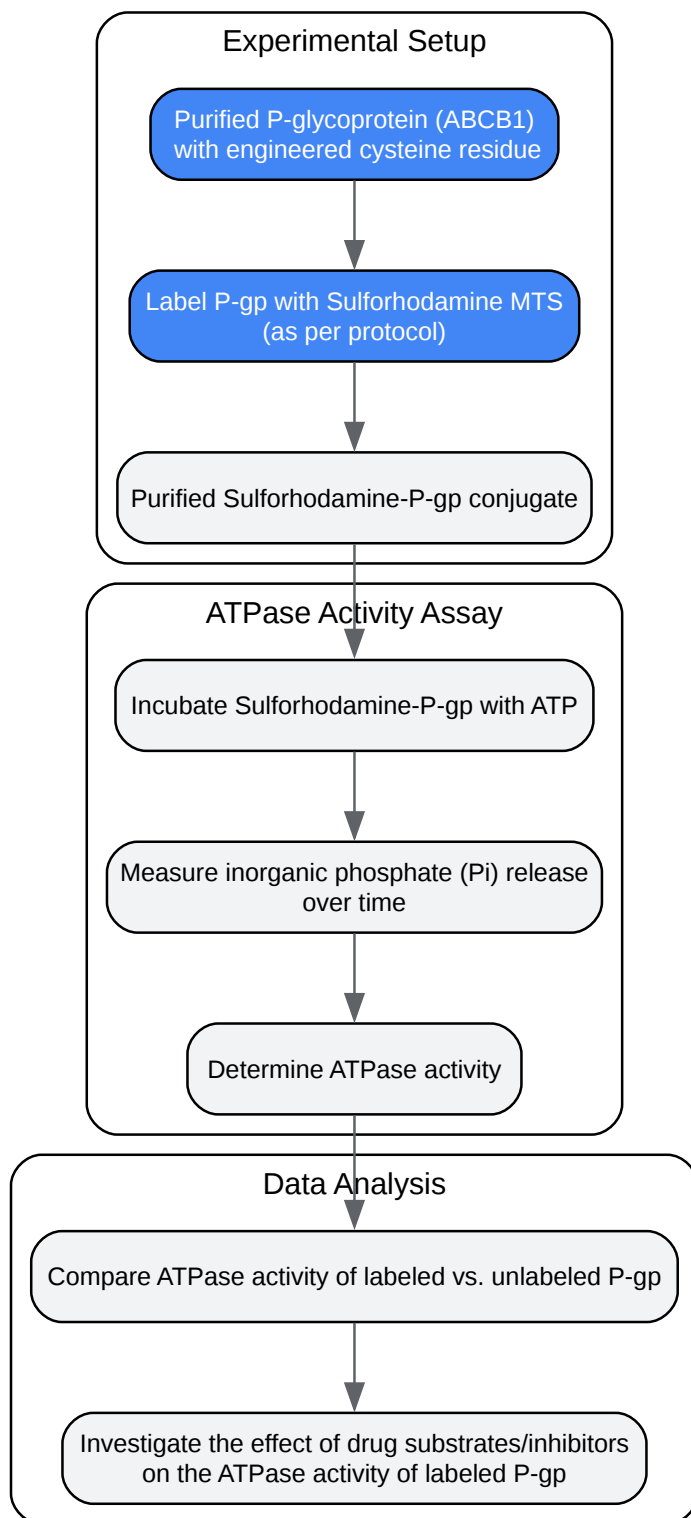 Experimental Setup
Purified P-glycoprotein (ABCB1)
with engineered cysteine residue
Label P-gp with Sulforhodamine MTS
(as per protocol)
Purified Sulforhodamine-P-gp conjugate
ATPase Activity Assay
Incubate Sulforhodamine-P-gp with ATP
Measure inorganic phosphate (Pi) release
over time
Determine ATPase activity
Data Analysis
Compare ATPase activity of labeled vs. unlabeled P-gp
Investigate the effect of drug substrates/inhibitors
on the ATPase activity of labeled P-gp